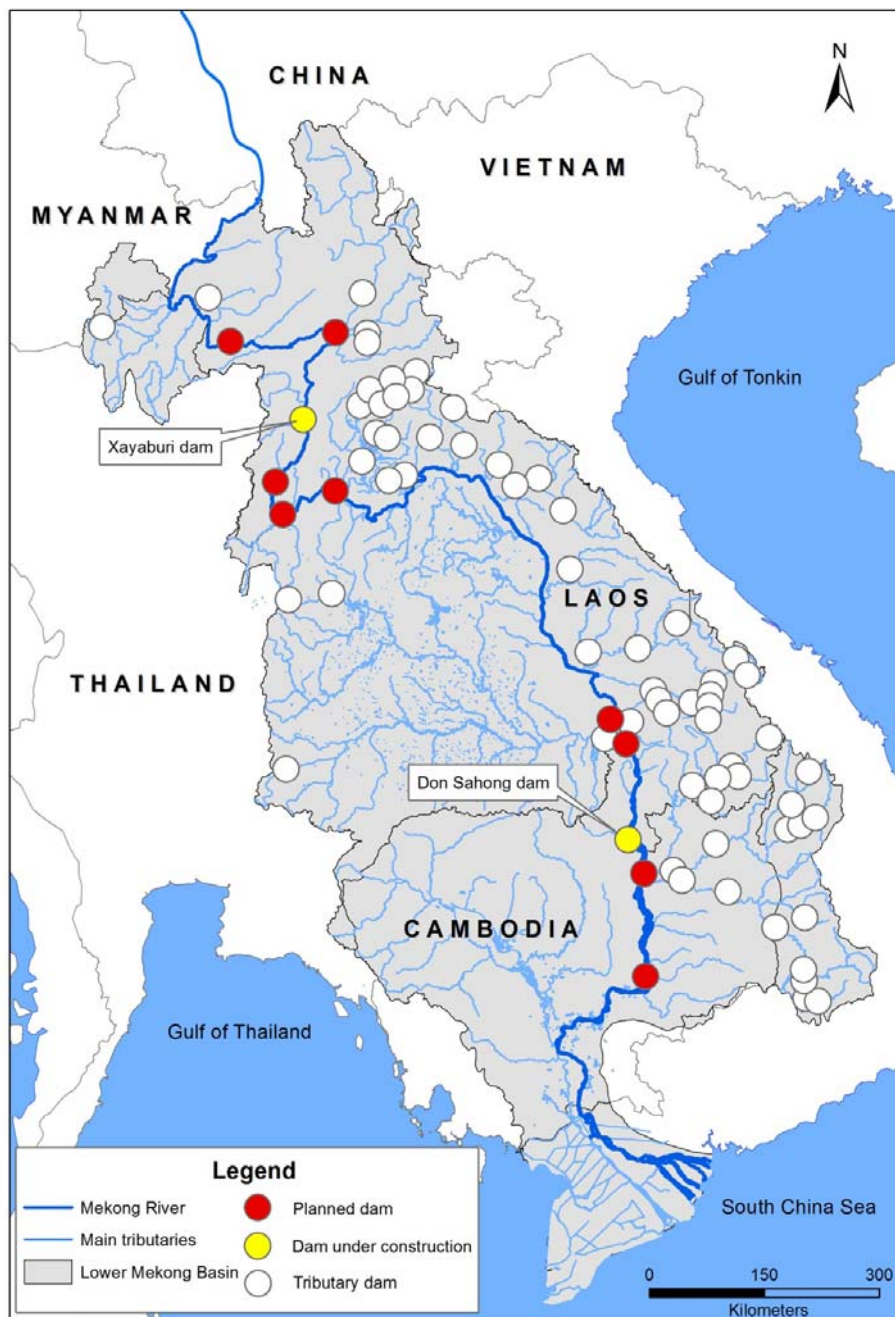 CHINA
N
VIETNAM
MYANMAR
Gulf of Tonkin
Xayaburi dam
LAOS
THAILAND
Don Sahong dam
CAMBODIA
Gulf of Thailand
South China Sea
Legend
Mekong River
Main tributaries
Lower Mekong Basin
Planned dam
Dam under construction
Tributary dam
0 150 300
Kilometers